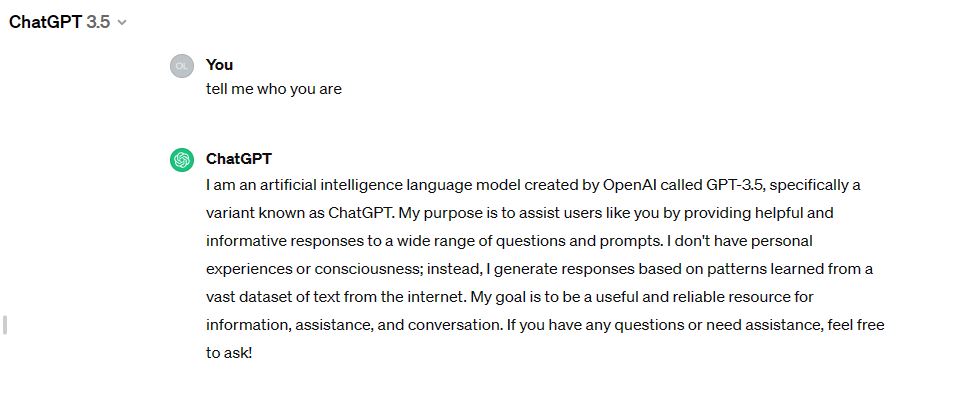 ChatGPT 3.5
OL
You
tell me who you are
ChatGPT
I am an artificial intelligence language model created by OpenAI called GPT-3.5, specifically a
variant known as ChatGPT. My purpose is to assist users like you by providing helpful and
informative responses to a wide range of questions and prompts. I don't have personal
experiences or consciousness; instead, I generate responses based on patterns learned from a
vast dataset of text from the internet. My goal is to be a useful and reliable resource for
information, assistance, and conversation. If you have any questions or need assistance, feel free
to ask!